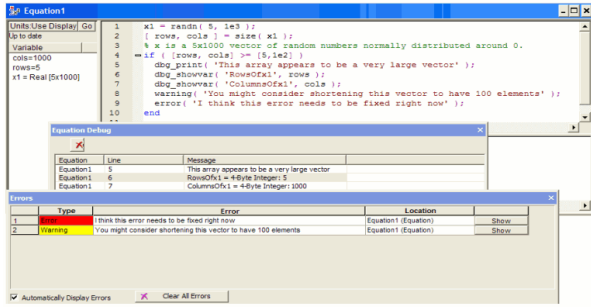 Equation1
Units:Use Display Go
Up to date
Variable
cols=1000
rows=5
x1 = Real [5x1000]
1 x1 = randn( 5, 1e3 );
2 [ rows, cols ] = size( x1 );
3 % x is a 5x1000 vector of random numbers normally distributed around 0.
4 if ( [rows, cols] >= [5,1e2] )
5 dbg_print( 'This array appears to be a very large vector' );
6 dbg_showvar( 'RowsOfx1', rows );
7 dbg_showvar( 'ColumnsOfx1', cols );
8 warning( 'You might consider shortening this vector to have 100 elements' );
9 error( 'I think this error needs to be fixed right now' );
10 end
Equation Debug
Equation Line Message
Equation1 5 This array appears to be a very large vector
Equation1 6 RowsOfx1 = 4-Byte Integer: 5
Equation1 7 ColumnsOfx1 = 4-Byte Integer: 1000
Errors
Type Error Location
1 Error I think this error needs to be fixed right now Equation1 (Equation) Show
2 Warning You might consider shortening this vector to have 100 elements Equation1 (Equation) Show
Automatically Display Errors Clear All Errors